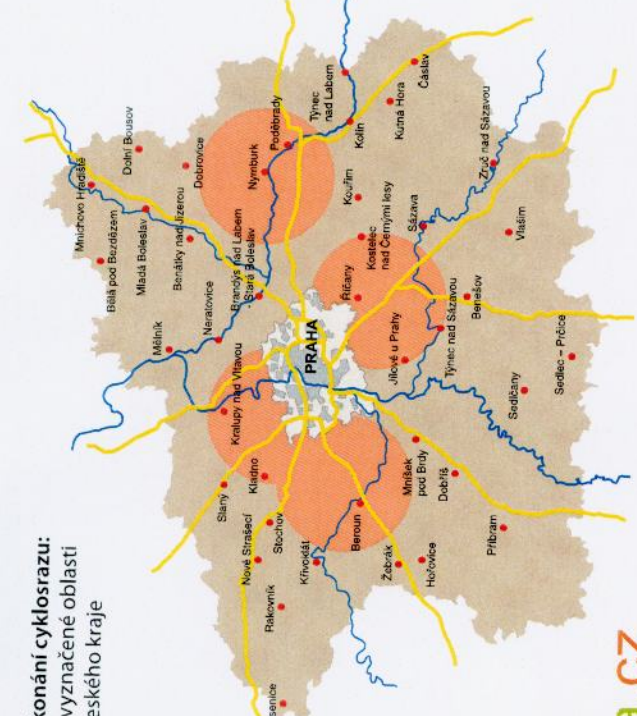 konání cyklosrazu:
vyznačené oblasti
eského kraje
Mnichovo Hradiště
Dolní Bousov
Bělá pod Bezdězem
Mladá Boleslav
Dobrovice
Benátky nad Jizerou
Mělník
Neratovice
Brandýs nad Labem
- Stará Boleslav
Nymburk
Poděbrady
Týnec
nad Labem
Kolín
Kutná Hora
Čáslav
Kralupy nad Vltavou
Slaný
Kladno
Nové Strašecí
Stochov
Křivoklát
Rakovník
senice
PRAHA
Říčany
Kouřim
Kostelec
nad Černými lesy
Sázava
Zruč nad Sázavou
Vlašim
Jílové u Prahy
Týnec nad Sázavou
Benešov
Beroun
Žebrák
Hořovice
Mníšek
pod Brdy
Dobříš
Příbram
Sedlčany
Sedlec – Prčice
cz